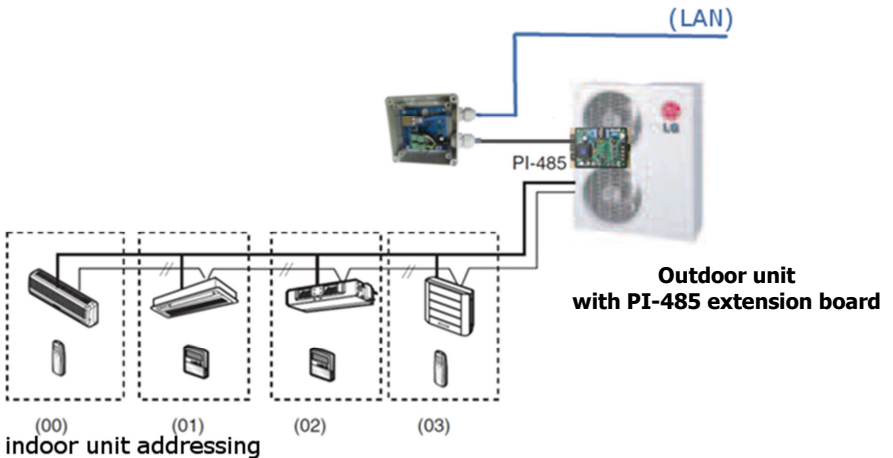 (LAN)
LG
PI-485
Outdoor unit
with PI-485 extension board
(00) (01) (02) (03)
indoor unit addressing